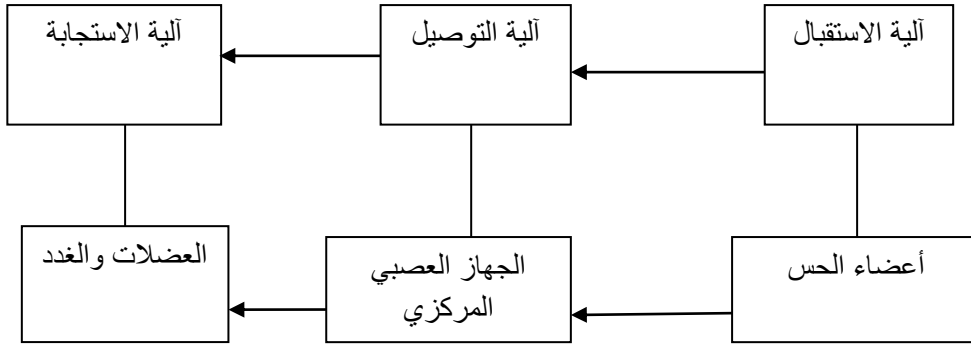 آلية الاستقبال
آلية التوصيل
آلية الاستجابة
أعضاء الحس
الجهاز العصبي
المركزي
العضلات والغدد